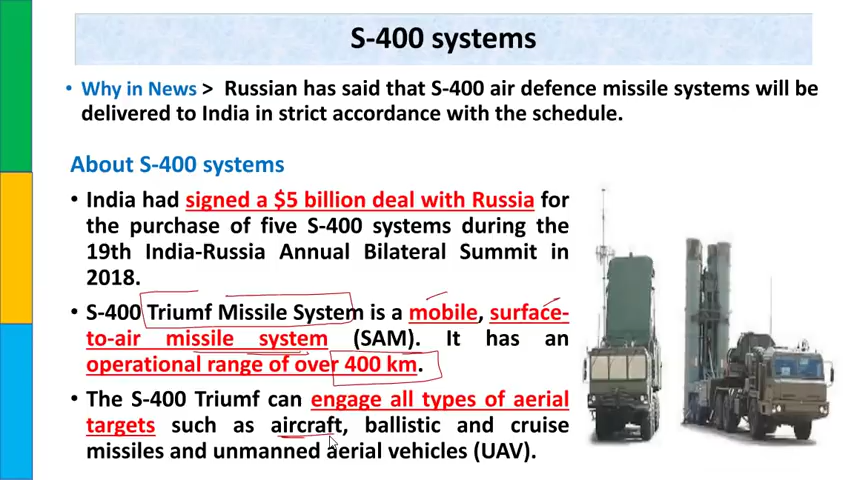 S-400 systems
• Why in News > Russian has said that S-400 air defence missile systems will be
delivered to India in strict accordance with the schedule.
About S-400 systems
• India had signed a $5 billion deal with Russia for
the purchase of five S-400 systems during the
19th India-Russia Annual Bilateral Summit in
2018.
• S-400 Triumf Missile System is a mobile, surface-
to-air missile system (SAM). It has an
operational range of over 400 km.
• The S-400 Triumf can engage all types of aerial
targets such as aircraft, ballistic and cruise
missiles and unmanned aerial vehicles (UAV).